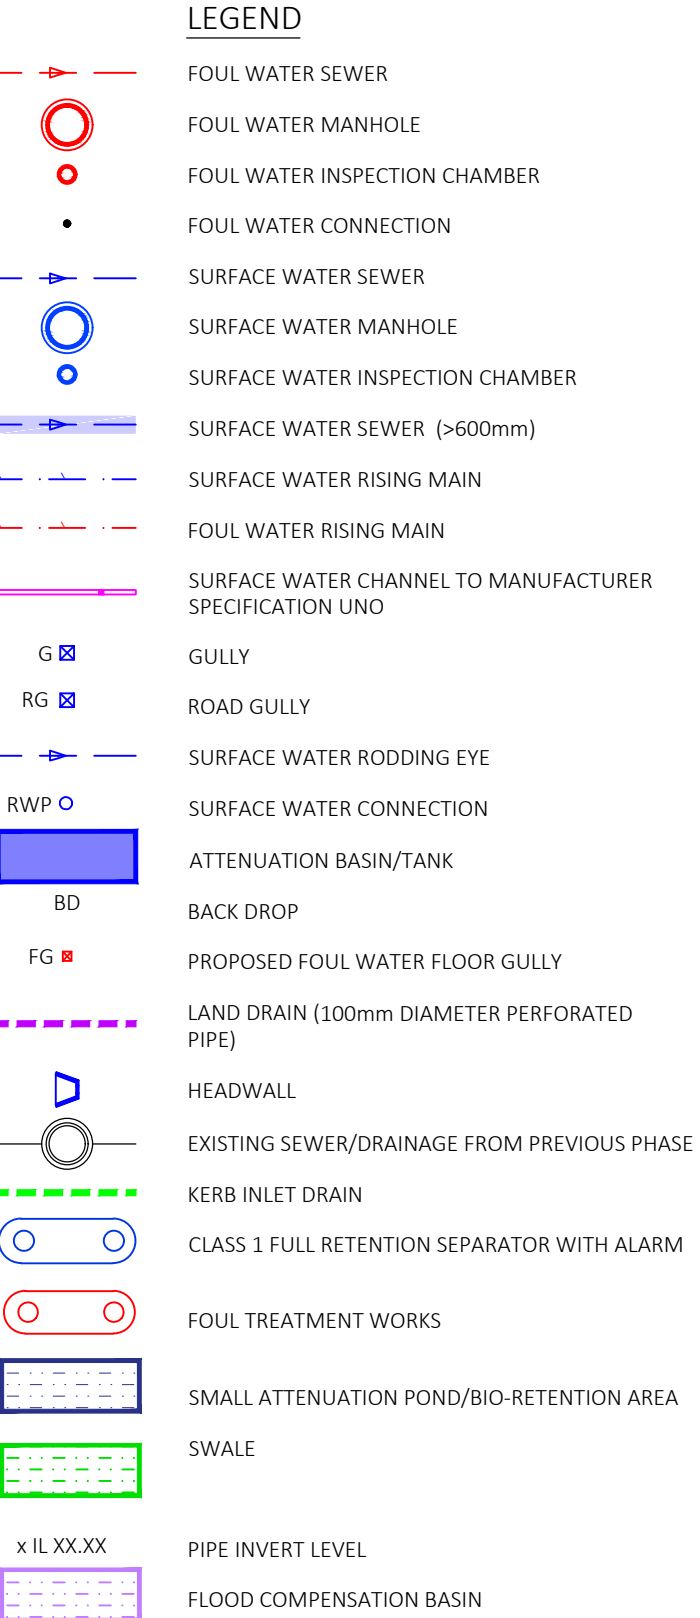 LEGEND
FOUL WATER SEWER
FOUL WATER MANHOLE
FOUL WATER INSPECTION CHAMBER
FOUL WATER CONNECTION
SURFACE WATER SEWER
SURFACE WATER MANHOLE
SURFACE WATER INSPECTION CHAMBER
SURFACE WATER SEWER (>600mm)
SURFACE WATER RISING MAIN
FOUL WATER RISING MAIN
SURFACE WATER CHANNEL TO MANUFACTURER
SPECIFICATION UNO
G GULLY
RG ROAD GULLY
SURFACE WATER RODDING EYE
RWP SURFACE WATER CONNECTION
ATTENUATION BASIN/TANK
BD BACK DROP
FG PROPOSED FOUL WATER FLOOR GULLY
LAND DRAIN (100mm DIAMETER PERFORATED
PIPE)
HEADWALL
EXISTING SEWER/DRAINAGE FROM PREVIOUS PHASE
KERB INLET DRAIN
CLASS 1 FULL RETENTION SEPARATOR WITH ALARM
FOUL TREATMENT WORKS
SMALL ATTENUATION POND/BIO-RETENTION AREA
SWALE
x IL XX.XX PIPE INVERT LEVEL
FLOOD COMPENSATION BASIN